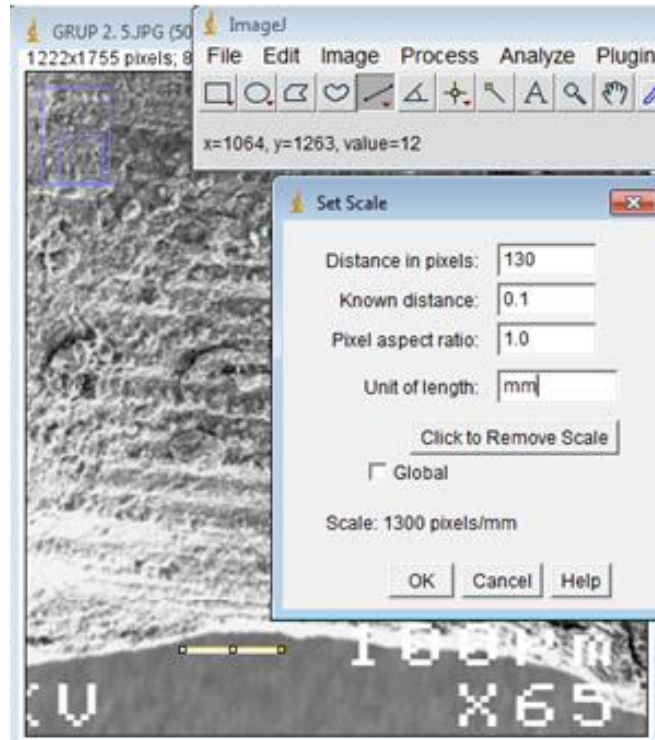 GRUP 2. 5.JPG (50
1222x1755 pixels; 8
ImageJ
File Edit Image Process Analyze Plugin
A
x=1064, y=1263, value=12
Set Scale
Distance in pixels: 130
Known distance: 0.1
Pixel aspect ratio: 1.0
Unit of length: mm
Click to Remove Scale
Global
Scale: 1300 pixels/mm
OK Cancel Help
KV X65